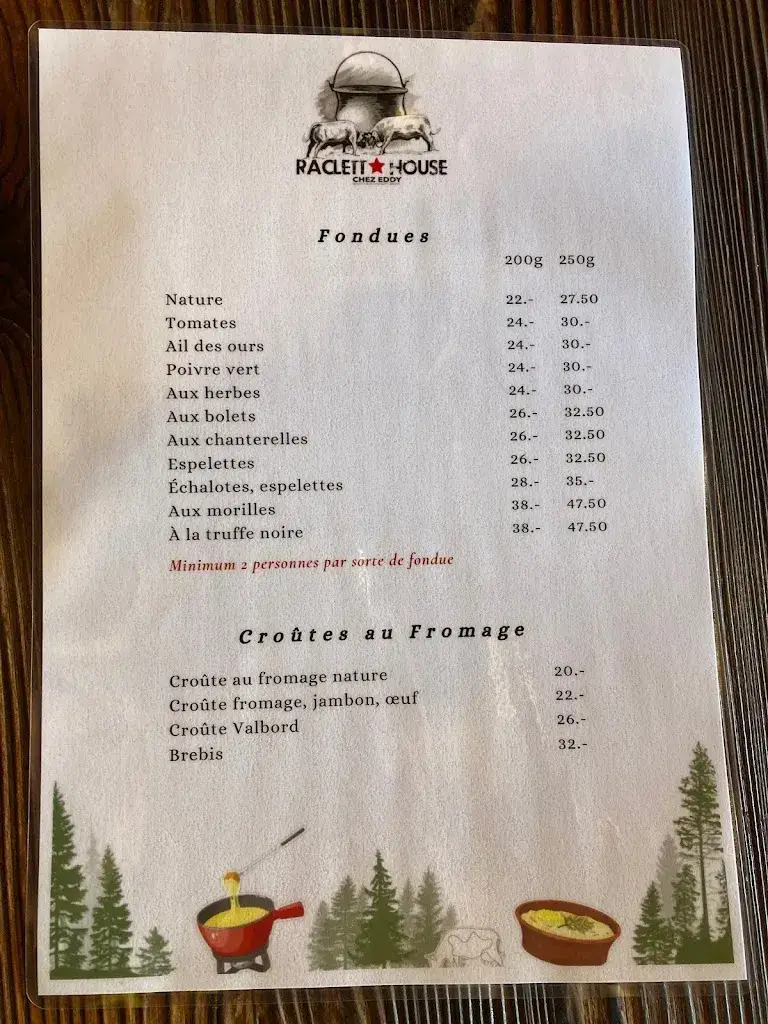 RACLETT★HOUSE
CHEZ EDDY
Fondues
200g 250g
Nature 22.- 27.50
Tomates 24.- 30.-
Ail des ours 24.- 30.-
Poivre vert 24.- 30.-
Aux herbes 24.- 30.-
Aux bolets 26.- 32.50
Aux chanterelles 26.- 32.50
Espelettes 26.- 32.50
Échalotes, espelettes 28.- 35.-
Aux morilles 38.- 47.50
À la truffe noire 38.- 47.50
Minimum 2 personnes par sorte de fondue
Croûtes au Fromage
Croûte au fromage nature 20.-
Croûte fromage, jambon, œuf 22.-
Croûte Valbord 26.-
Brebis 32.-